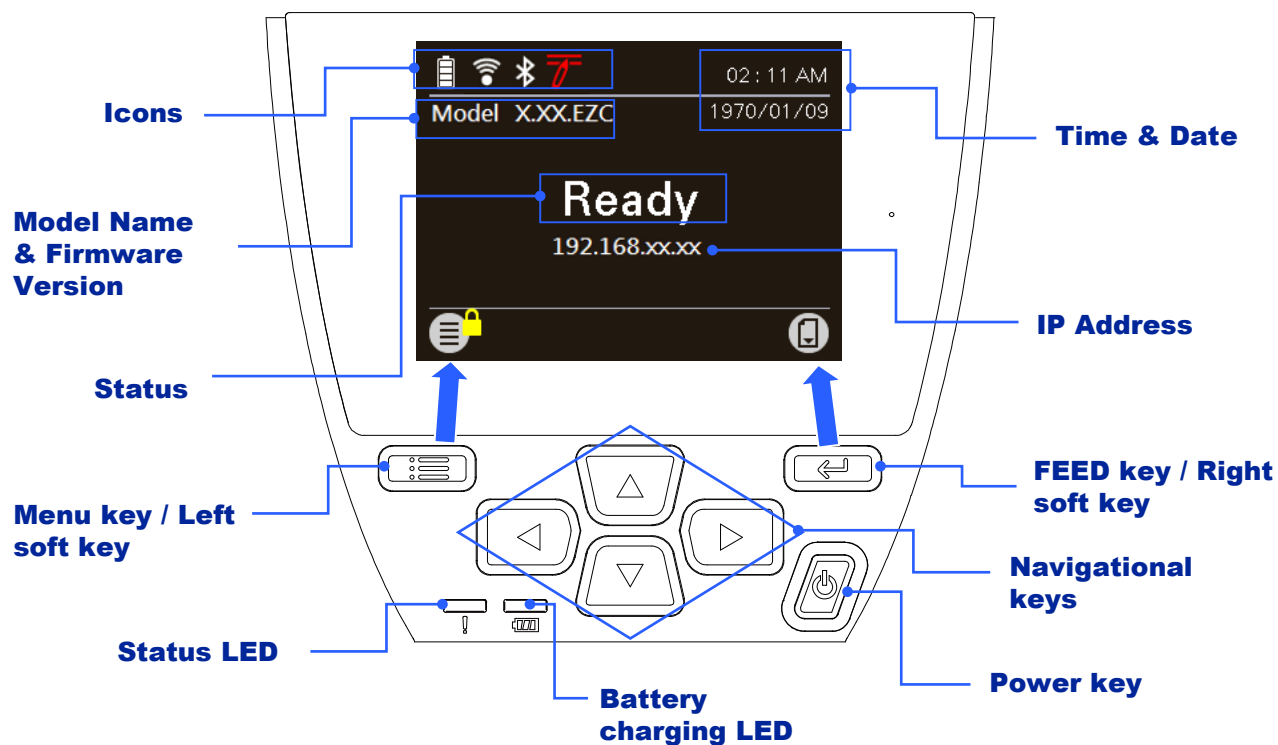 02 : 11 AM
Icons
Model X.XX.EZC
1970/01/09
Time & Date
Ready
Model Name
& Firmware
Version
192.168.xx.xx
IP Address
Status
FEED key / Right
soft key
Menu key / Left
soft key
Navigational
keys
!
Status LED
Power key
Battery
charging LED